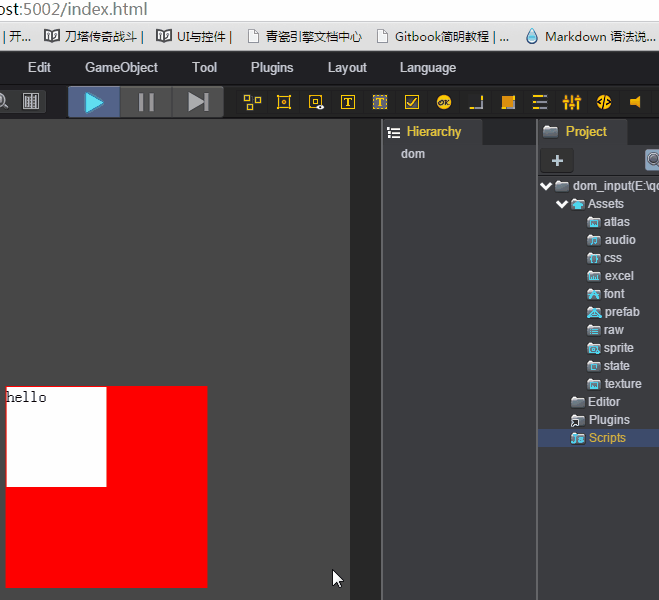 ost:5002/index.html
| 开... 刀塔传奇战斗 | UI与控件 | 青瓷引擎文档中心 Gitbook简明教程 | ... Markdown 语法说...
Edit GameObject Tool Plugins Layout Language
T T OK
Hierarchy
dom
Project
+
dom_input(E:\qc
Assets
atlas
audio
css
excel
font
prefab
raw
sprite
state
texture
Editor
Plugins
Scripts
hello